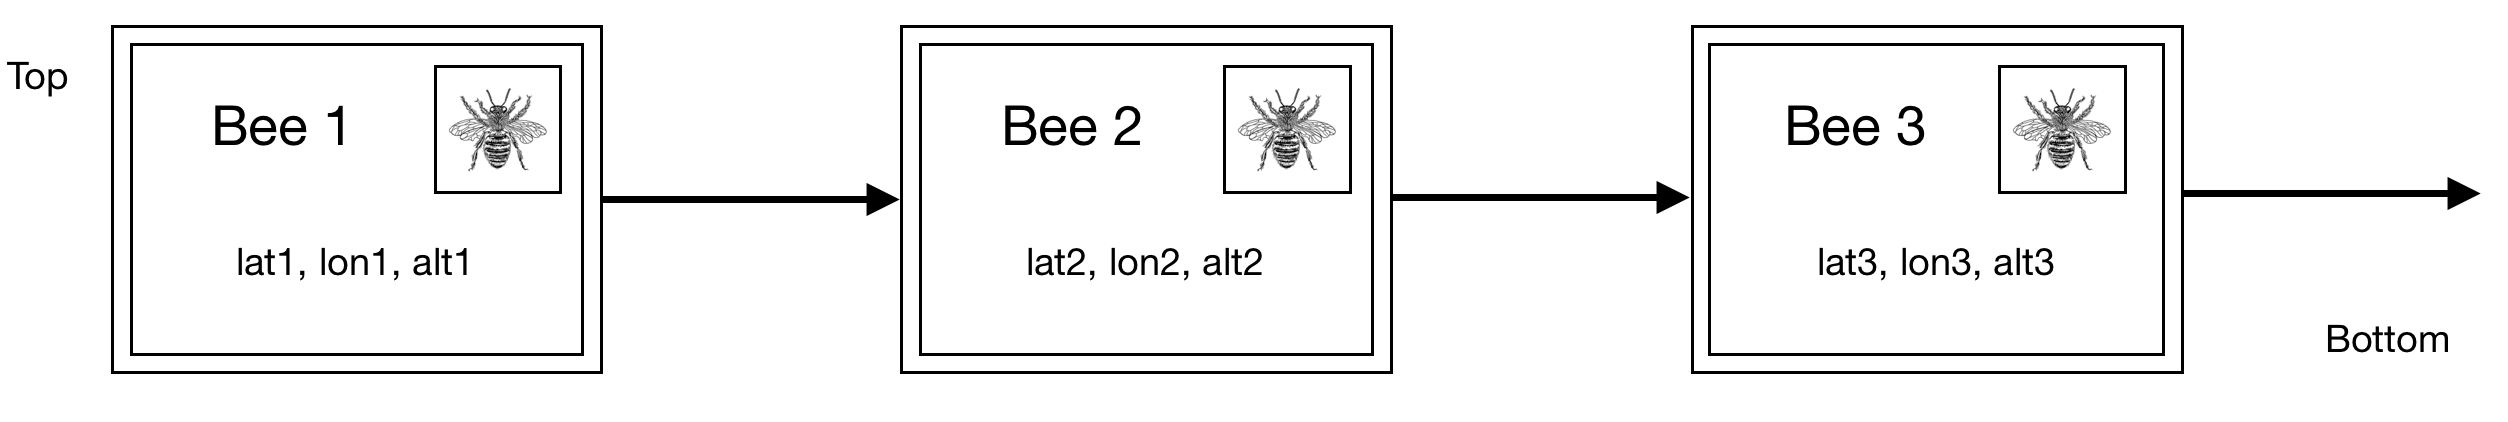 Top
Bee 1
lat1, lon1, alt1
Bee 2
lat2, lon2, alt2
Bee 3
lat3, lon3, alt3
Bottom